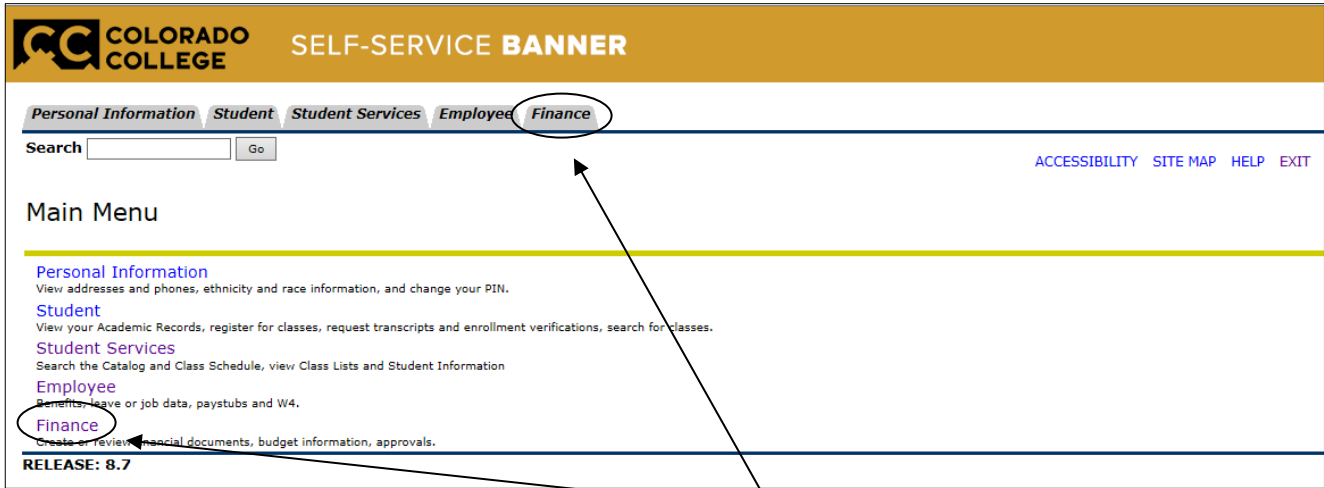 COLORADO
COLLEGE
SELF-SERVICE BANNER
Personal Information Student Student Services Employee Finance
Search Go
ACCESSIBILITY SITE MAP HELP EXIT
Main Menu
Personal Information
View addresses and phones, ethnicity and race information, and change your PIN.
Student
View your Academic Records, register for classes, request transcripts and enrollment verifications, search for classes.
Student Services
Search the Catalog and Class Schedule, view Class Lists and Student Information
Employee
Benefits, leave or job data, paystubs and W4.
Finance
Create or review financial documents, budget information, approvals.
RELEASE: 8.7